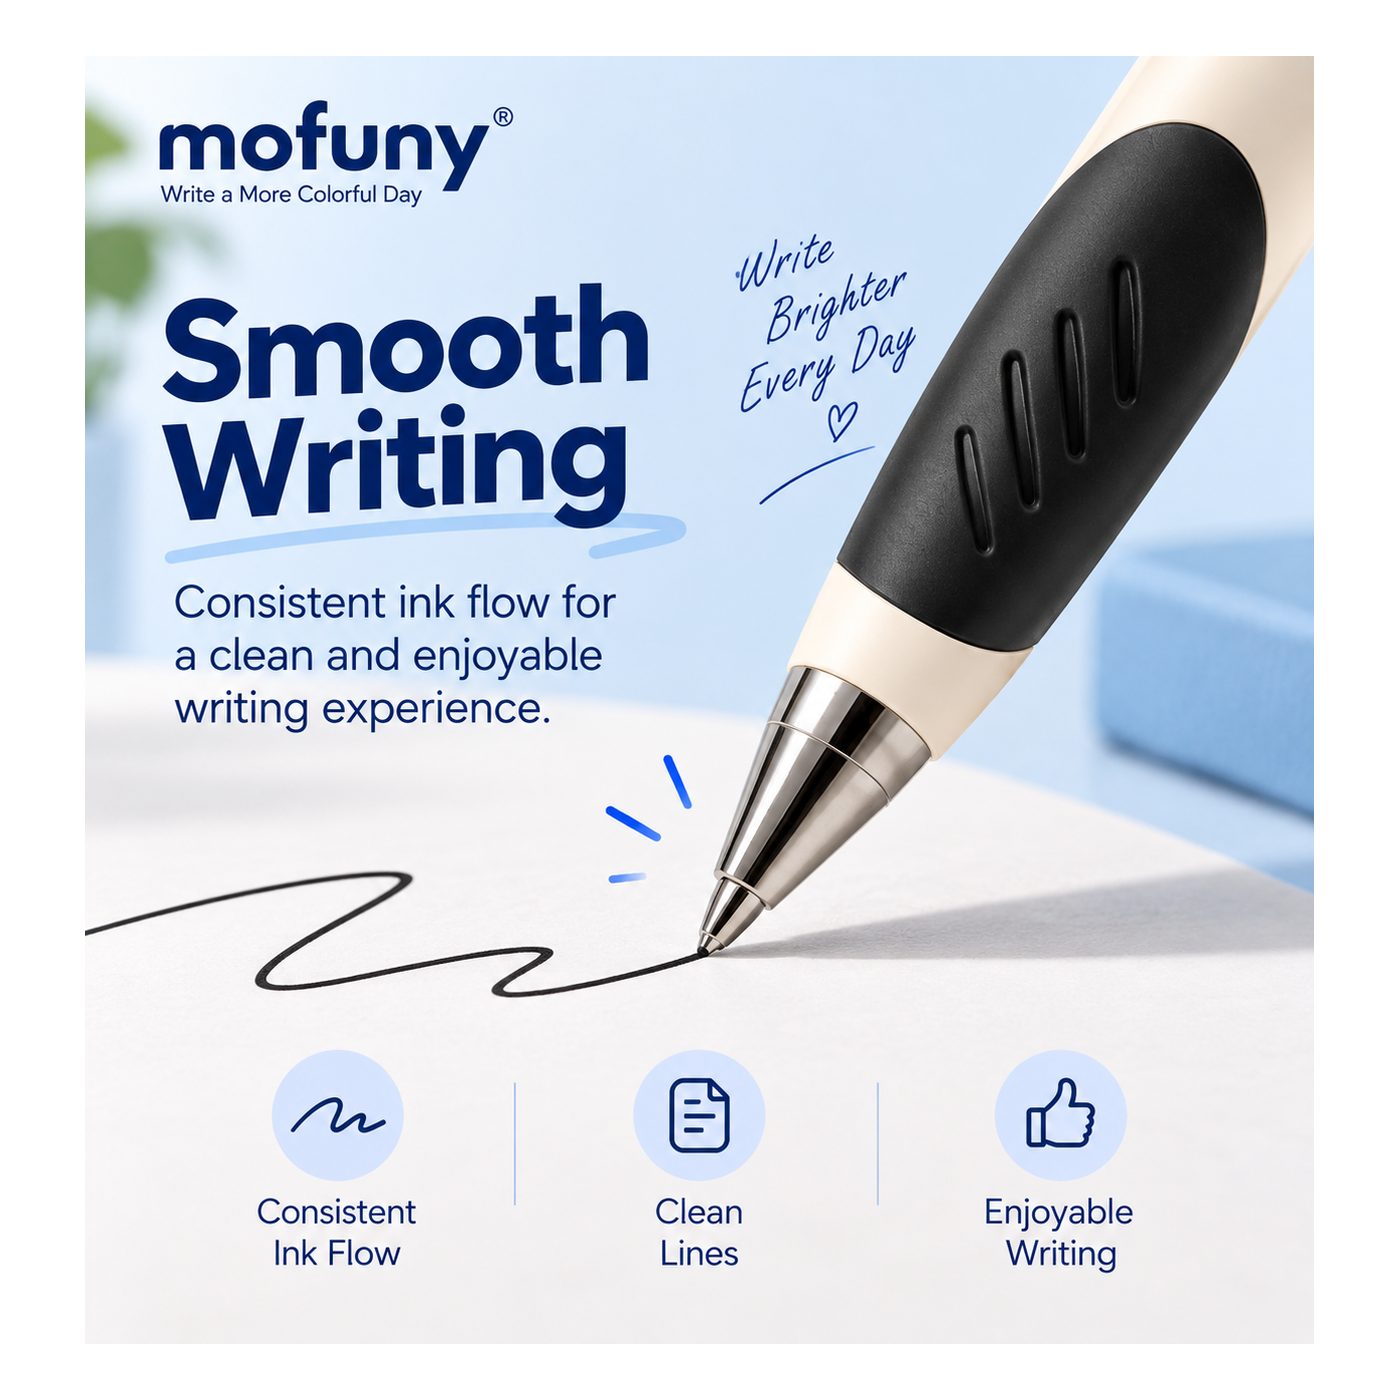 mofuny®
Write a More Colorful Day
Smooth
Writing
Consistent ink flow for
a clean and enjoyable
writing experience.
Write
Brighter
Every Day
Consistent
Ink Flow
Clean
Lines
Enjoyable
Writing